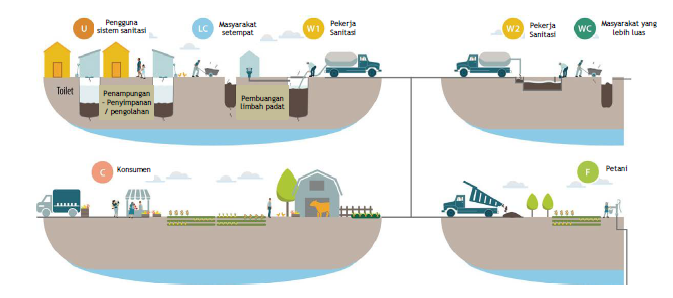 U
Pengguna
sistem sanitasi
LC
Masyarakat
setempat
W1
Pekerja
Sanitasi
W2
Pekerja
Sanitasi
WC
Masyarakat yang
lebih luas
Toilet
Penampungan
- Penyimpanan
/ pengolahan
Pembuangan
limbah padat
C
Konsumen
F
Petani